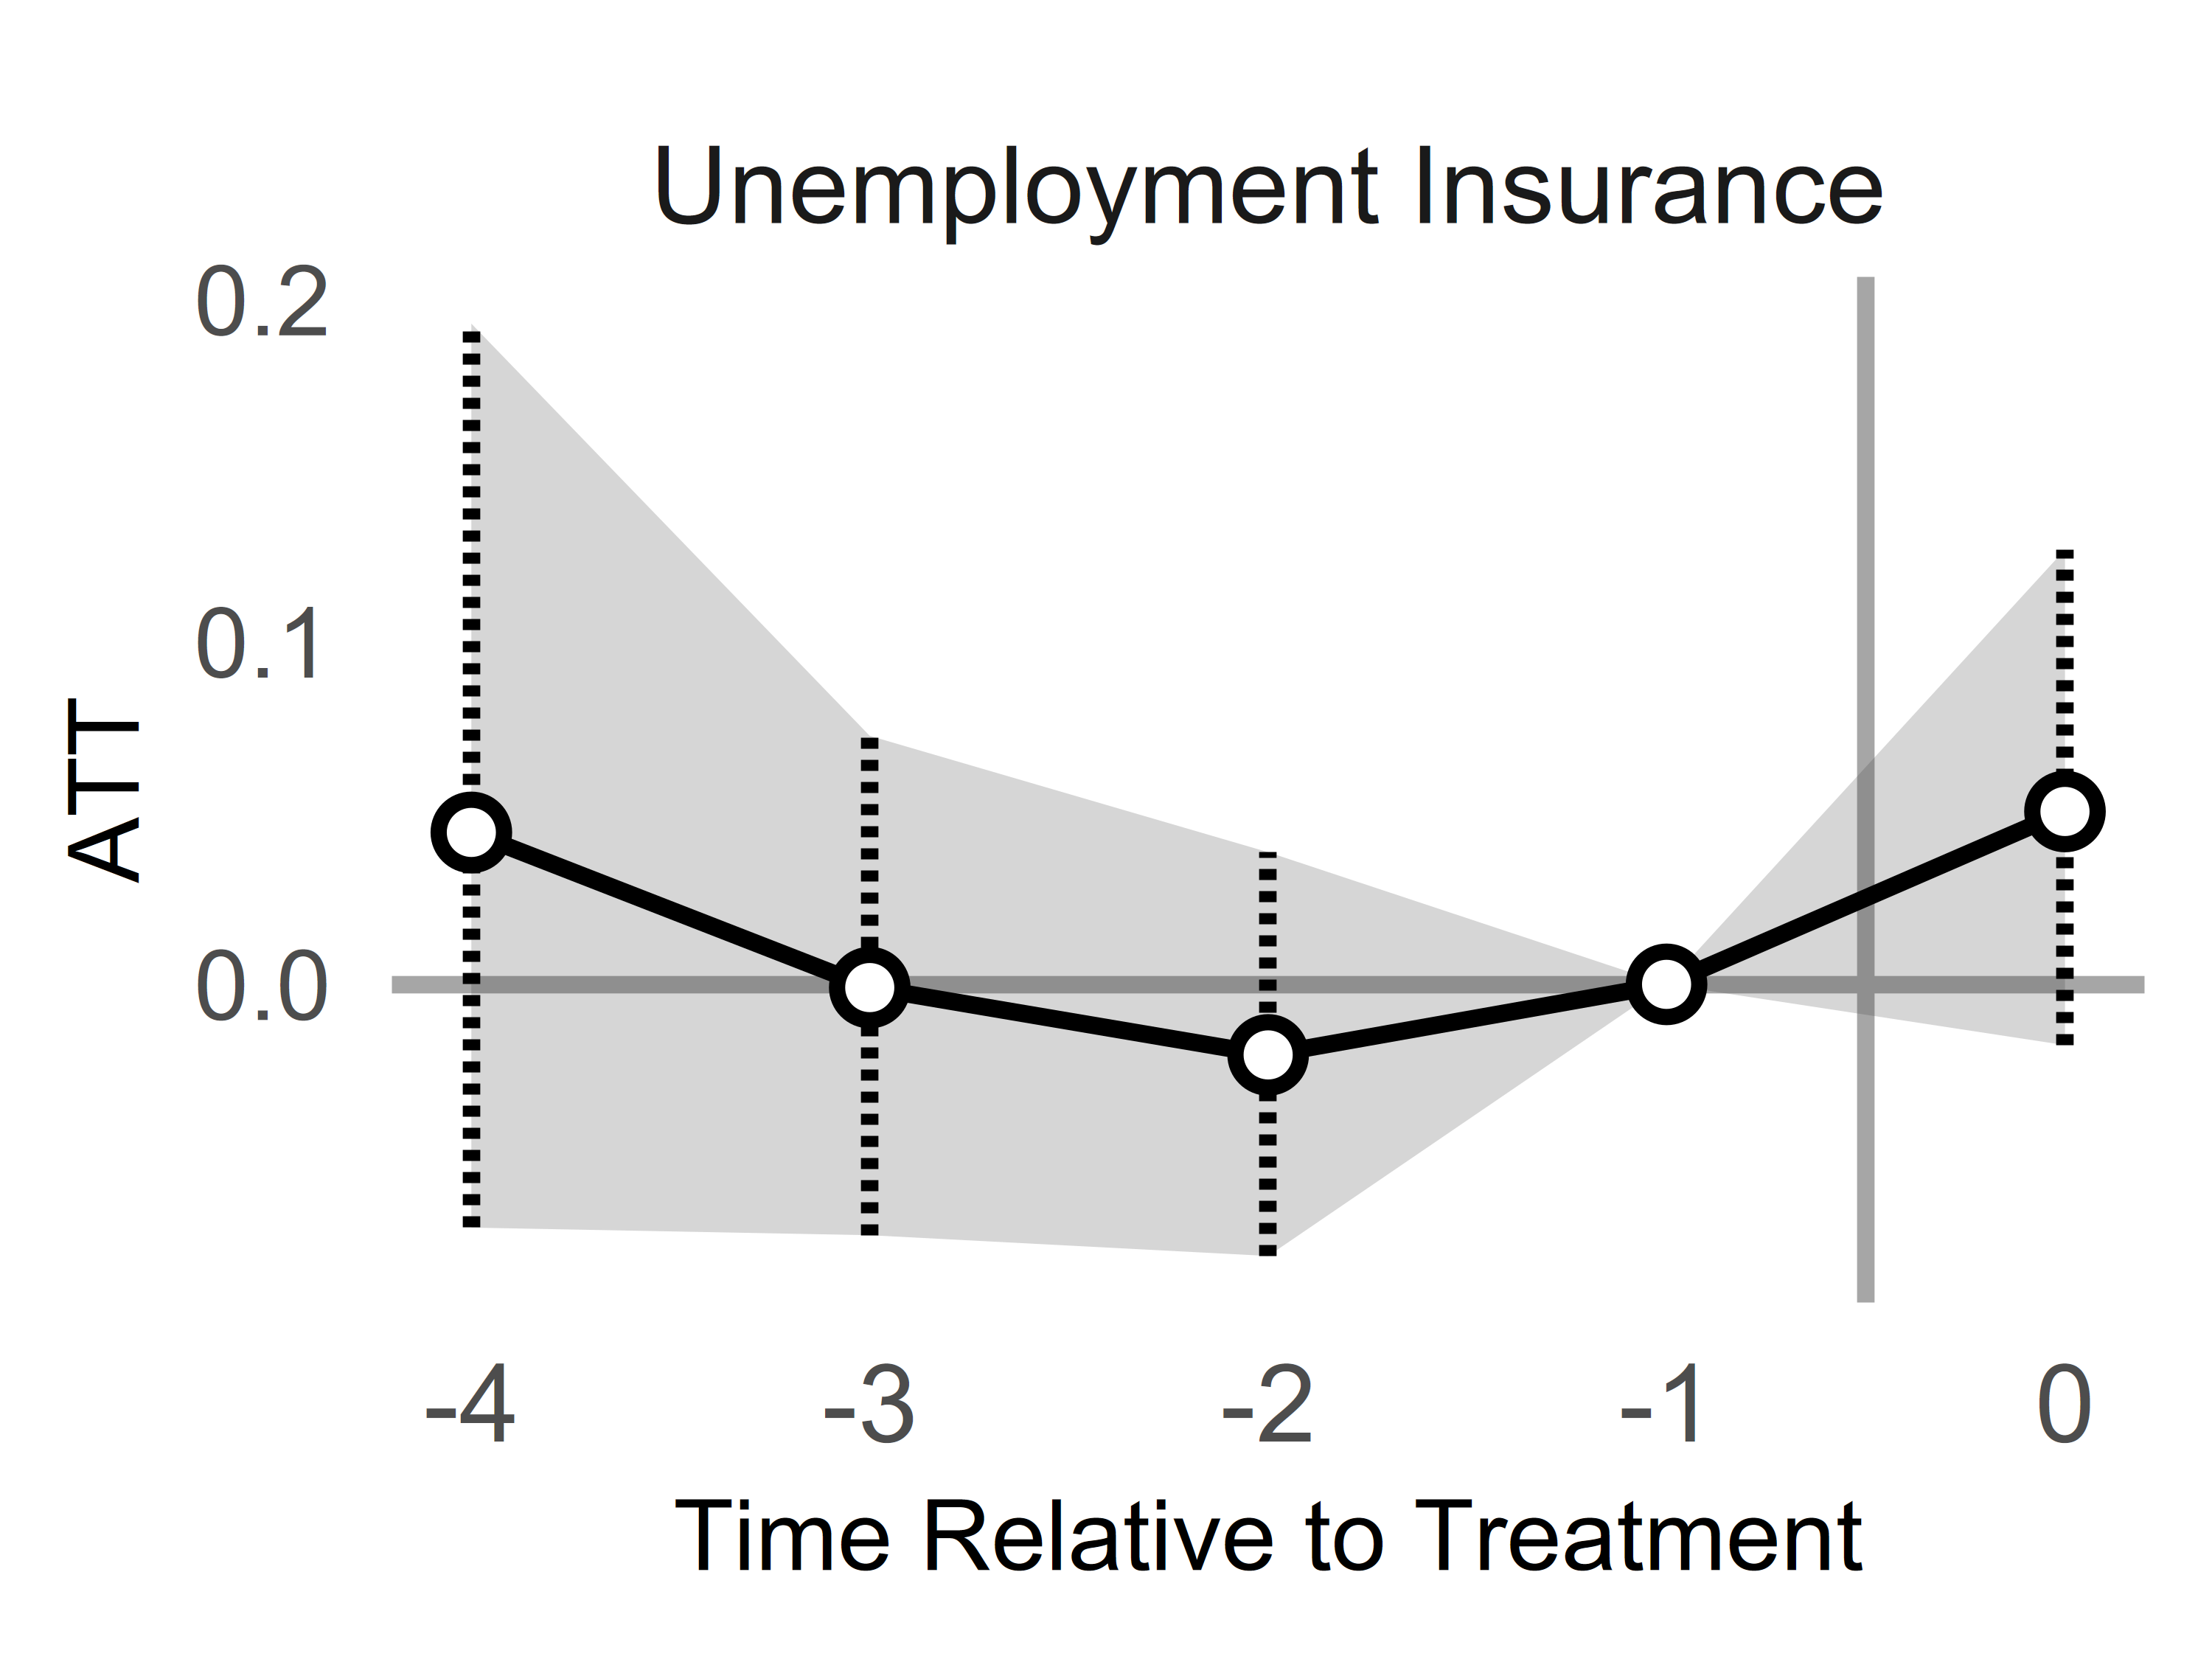 Unemployment Insurance
0.2
0.1
0.0
ATT
-4 -3 -2 -1 0
Time Relative to Treatment